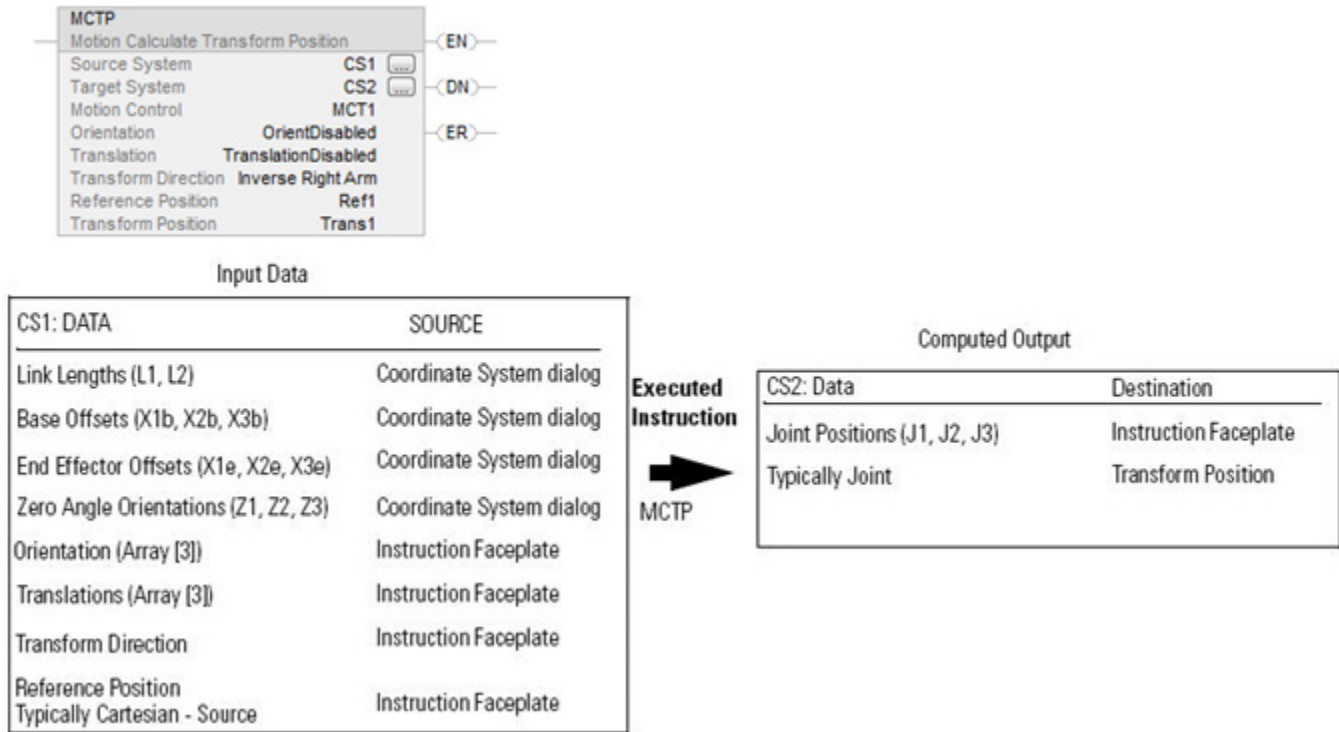 MCTP
Motion Calculate Transform Position (EN)
Source System CS1 ...
Target System CS2 ... (DN)
Motion Control MCT1
Orientation OrientDisabled (ER)
Translation TranslationDisabled
Transform Direction Inverse Right Arm
Reference Position Ref1
Transform Position Trans1
Input Data
CS1: DATA SOURCE
Link Lengths (L1, L2) Coordinate System dialog
Base Offsets (X1b, X2b, X3b) Coordinate System dialog
End Effector Offsets (X1e, X2e, X3e) Coordinate System dialog
Zero Angle Orientations (Z1, Z2, Z3) Coordinate System dialog
Orientation (Array [3]) Instruction Faceplate
Translations (Array [3]) Instruction Faceplate
Transform Direction Instruction Faceplate
Reference Position
Typically Cartesian - Source Instruction Faceplate
Executed
Instruction
MCTP
Computed Output
CS2: Data Destination
Joint Positions (J1, J2, J3) Instruction Faceplate
Typically Joint Transform Position